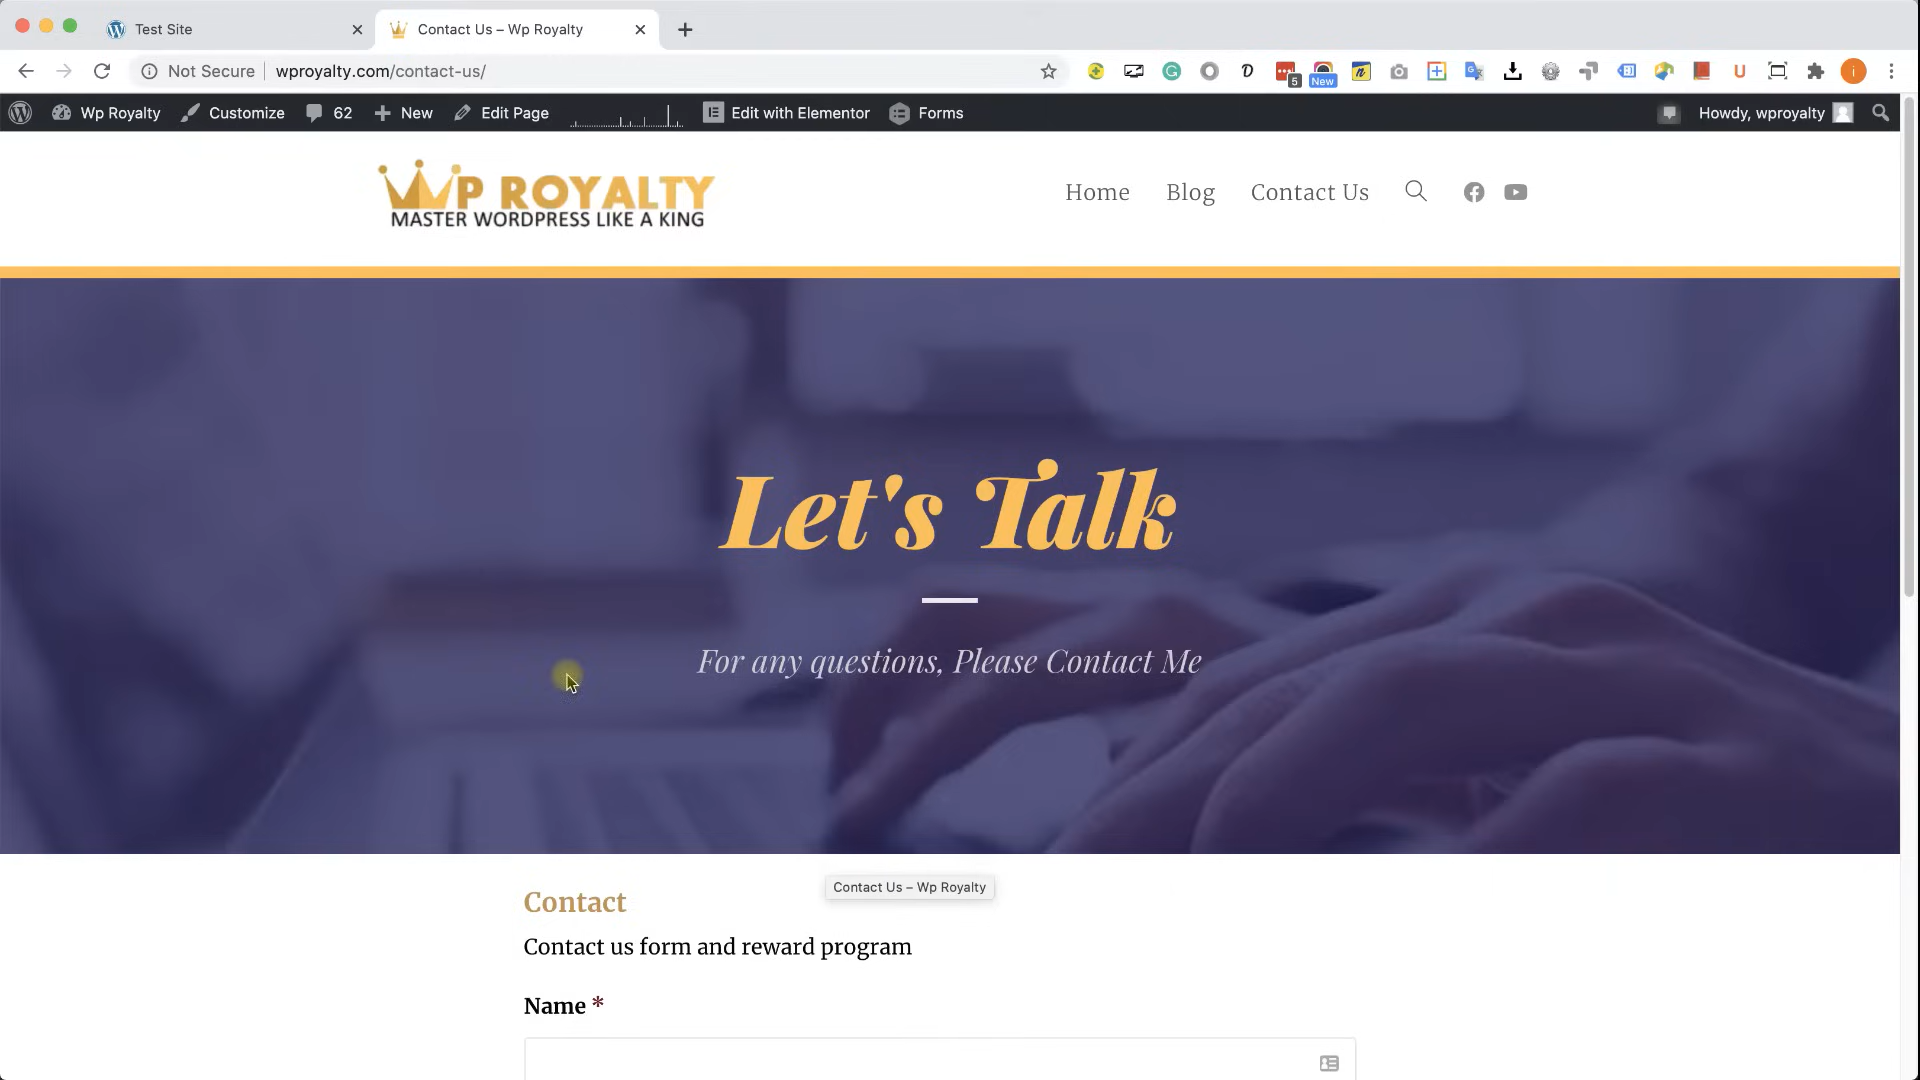 Test Site
Contact Us – Wp Royalty
Not Secure
wproyalty.com/contact-us/
5
New
Wp Royalty
Customize
62
New
Edit Page
Edit with Elementor
Forms
Howdy, wproyalty
WP ROYALTY
MASTER WORDPRESS LIKE A KING
Home
Blog
Contact Us
Let's Talk
For any questions, Please Contact Me
Contact Us – Wp Royalty
Contact
Contact us form and reward program
Name *